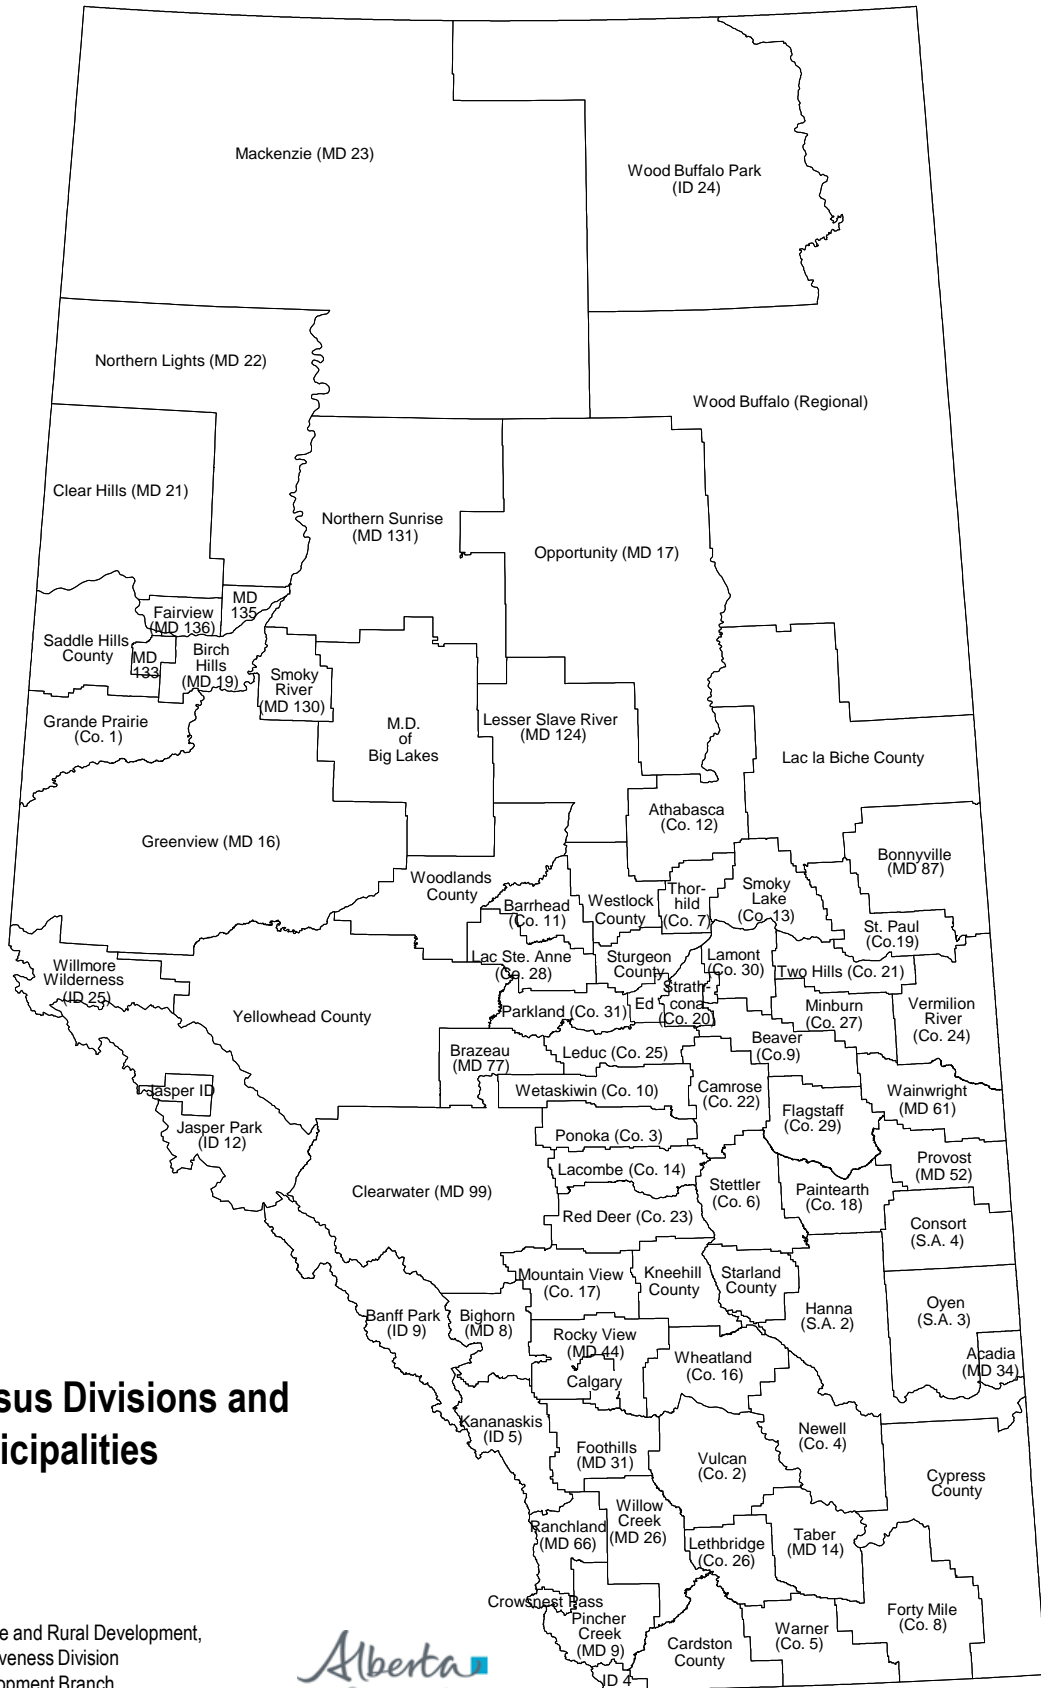 Mackenzie (MD 23)
Wood Buffalo Park
(ID 24)
Northern Lights (MD 22)
Wood Buffalo (Regional)
Clear Hills (MD 21)
Northern Sunrise
(MD 131)
Opportunity (MD 17)
MD
135
Fairview
(MD 136)
Saddle Hills
County
MD
133
Birch
Hills
(MD 19)
Smoky
River
(MD 130)
Grande Prairie
(Co. 1)
M.D.
of
Big Lakes
Lesser Slave River
(MD 124)
Lac la Biche County
Athabasca
(Co. 12)
Greenview (MD 16)
Bonnyville
(MD 87)
Woodlands
County
Barrhead
(Co. 11)
Westlock
County
Thor-
hild
(Co. 7)
Smoky
Lake
(Co. 13)
St. Paul
(Co.19)
Willmore
Wilderness
(ID 25)
Lac Ste. Anne
(Co. 28)
Sturgeon
County
Lamont
(Co. 30)
Two Hills (Co. 21)
Yellowhead County
Parkland (Co. 31)
Ed
Strath-
cona
(Co. 20)
Minburn
(Co. 27)
Vermilion
River
(Co. 24)
Brazeau
(MD 77)
Leduc (Co. 25)
Beaver
(Co.9)
Jasper ID
Wetaskiwin (Co. 10)
Camrose
(Co. 22)
Wainwright
(MD 61)
Flagstaff
(Co. 29)
Jasper Park
(ID 12)
Ponoka (Co. 3)
Provost
(MD 52)
Lacombe (Co. 14)
Clearwater (MD 99)
Stettler
(Co. 6)
Paintearth
(Co. 18)
Red Deer (Co. 23)
Consort
(S.A. 4)
Mountain View
(Co. 17)
Kneehill
County
Starland
County
Hanna
(S.A. 2)
Oyen
(S.A. 3)
Banff Park
(ID 9)
Bighorn
(MD 8)
Rocky View
(MD 44)
Acadia
(MD 34)
Calgary
Wheatland
(Co. 16)
sus Divisions and
icipalities
Kananaskis
(ID 5)
Foothills
(MD 31)
Vulcan
(Co. 2)
Newell
(Co. 4)
Cypress
County
Willow
Creek
(MD 26)
Ranchland
(MD 66)
Lethbridge
(Co. 26)
Taber
(MD 14)
Crowsnest Pass
Pincher
Creek
(MD 9)
Cardston
County
Warner
(Co. 5)
Forty Mile
(Co. 8)
ID 4
e and Rural Development,
iveness Division
opment Branch
Alberta